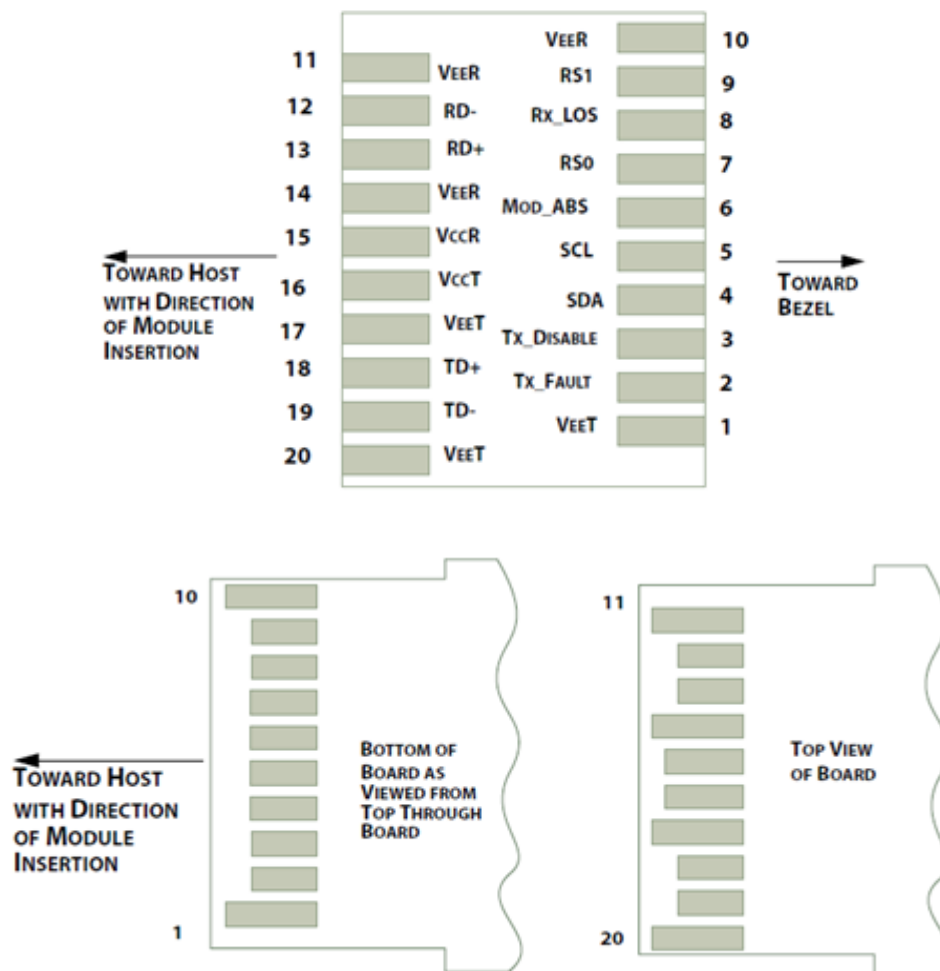 VEER 10
11 VEER
RS1 9
12 RD-
RX_LOS 8
13 RD+
RS0 7
14 VEER
MOD_ABS 6
15 VCCR
SCL 5
16 VCCT
SDA 4
17 VEET
TX_DISABLE 3
18 TD+
TX_FAULT 2
19 TD-
VEET 1
20 VEET
TOWARD HOST
WITH DIRECTION
OF MODULE
INSERTION
TOWARD
BEZEL
10
1
BOTTOM OF
BOARD AS
VIEWED FROM
TOP THROUGH
BOARD
TOWARD HOST
WITH DIRECTION
OF MODULE
INSERTION
11
20
TOP VIEW
OF BOARD